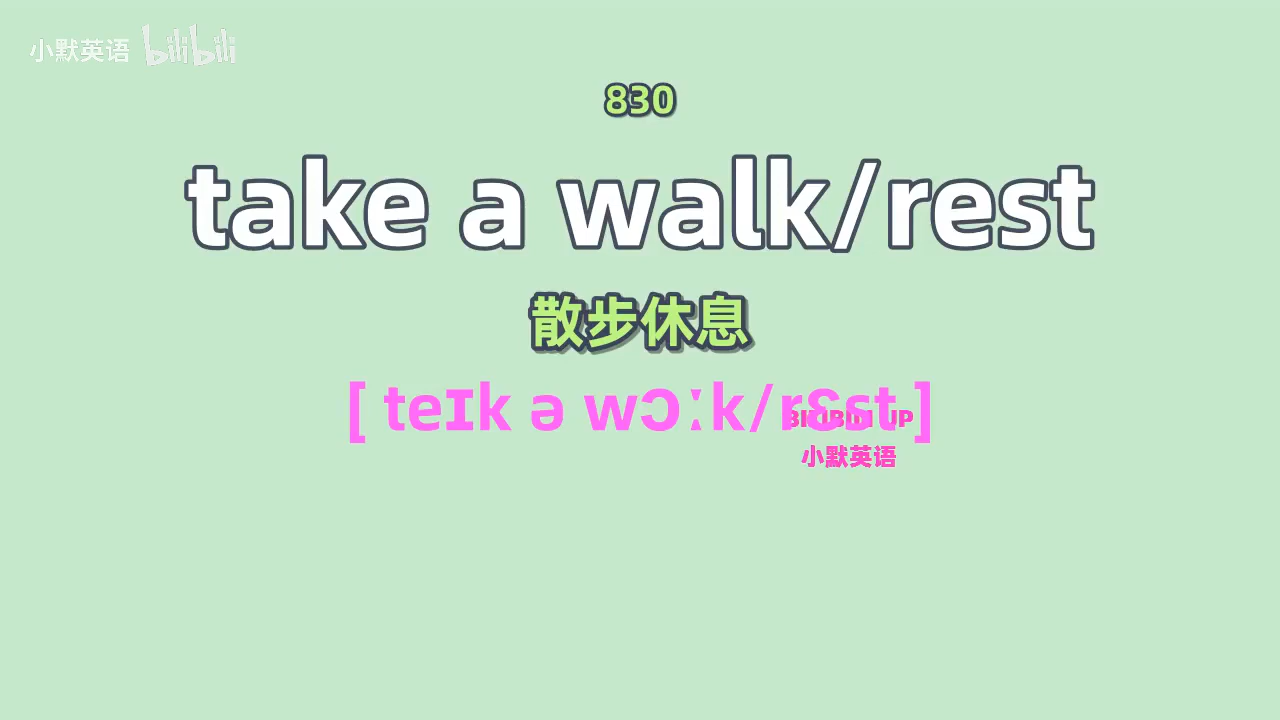 小默英语 bilibili
830
take a walk/rest
散步休息
[ teɪk ə wɔːk/rɛst ]
BILIBILI UP
小默英语